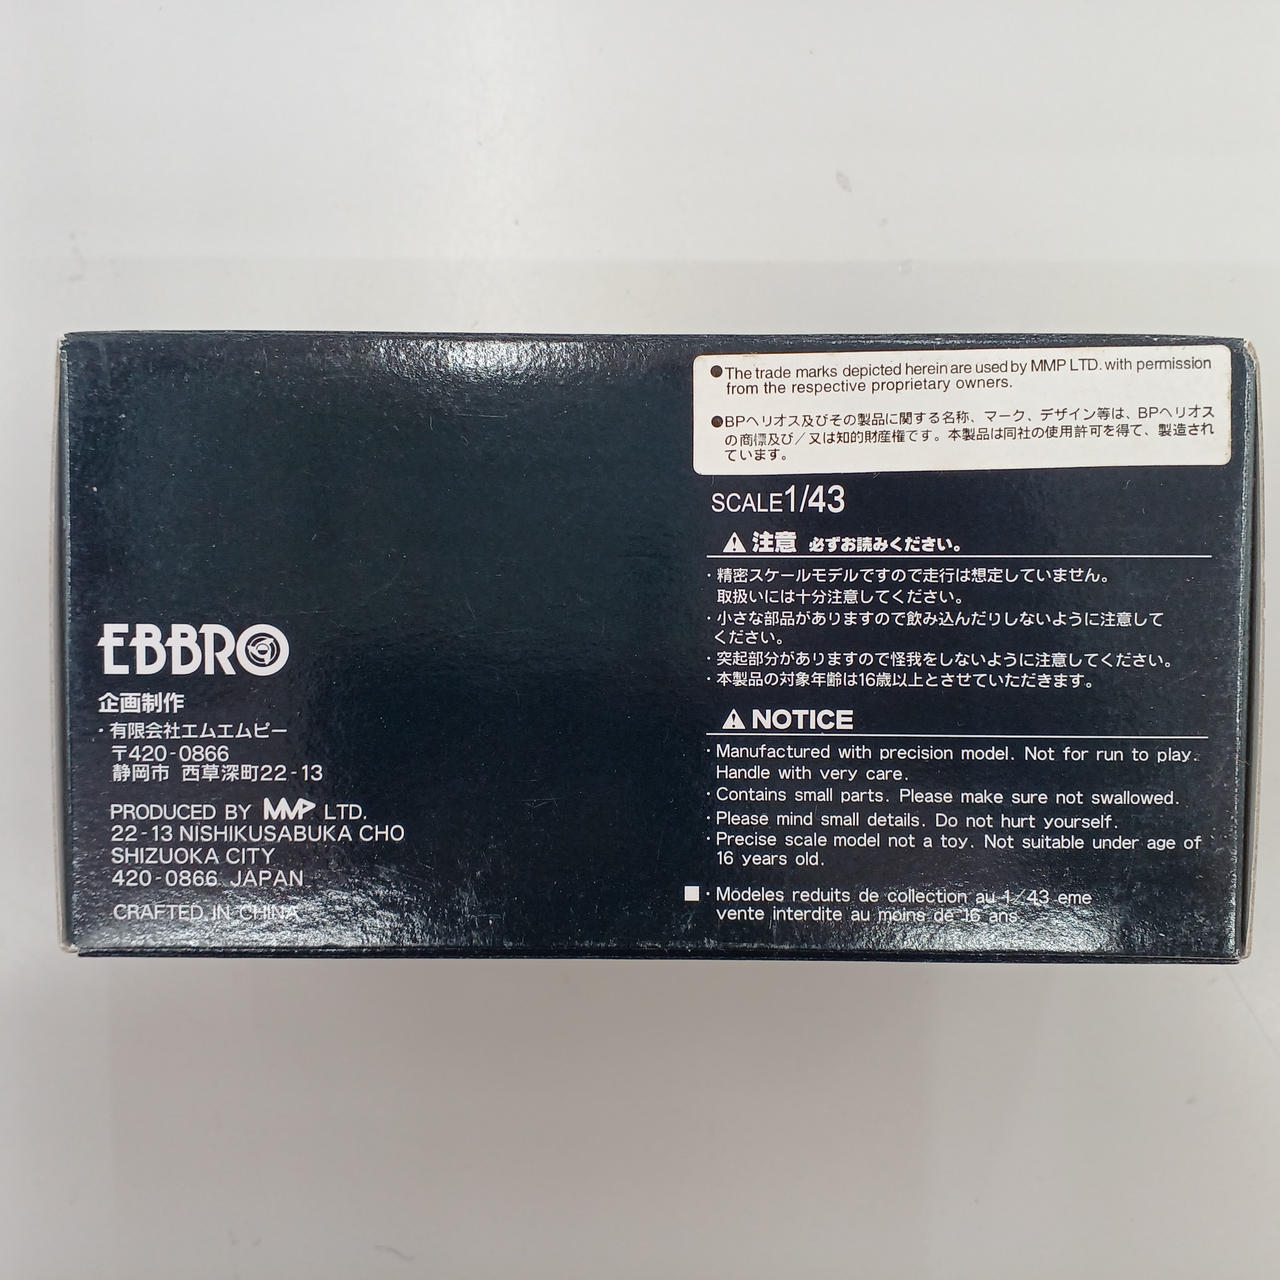 ●The trade marks depicted herein are used by MMP LTD. with permission
from the respective proprietary owners.
●BPヘリオス及びその製品に関する名称、マーク、デザイン等は、BPヘリオス
の商標及び/又は知的財産権です。本製品は同社の使用許可を得て、製造され
ています。
SCALE1/43
⚠注意 必ずお読みください。
・精密スケールモデルですので走行は想定していません。
取扱いには十分注意してください。
・小さな部品がありますので飲み込んだりしないように注意して
ください。
・突起部分がありますので怪我をしないように注意してください。
・本製品の対象年齢は16歳以上とさせていただきます。
⚠NOTICE
・Manufactured with precision model. Not for run to play.
Handle with very care.
・Contains small parts. Please make sure not swallowed.
・Please mind small details. Do not hurt yourself.
・Precise scale model not a toy. Not suitable under age of
16 years old.
■・Modeles reduits de collection au 1/43 eme
vente interdite au moins de 16 ans.
EBBRO
企画制作
・有限会社エムエムピー
〒420-0866
静岡市 西草深町22-13
PRODUCED BY MMP LTD.
22-13 NISHIKUSABUKA CHO
SHIZUOKA CITY
420-0866 JAPAN
CRAFTED IN CHINA